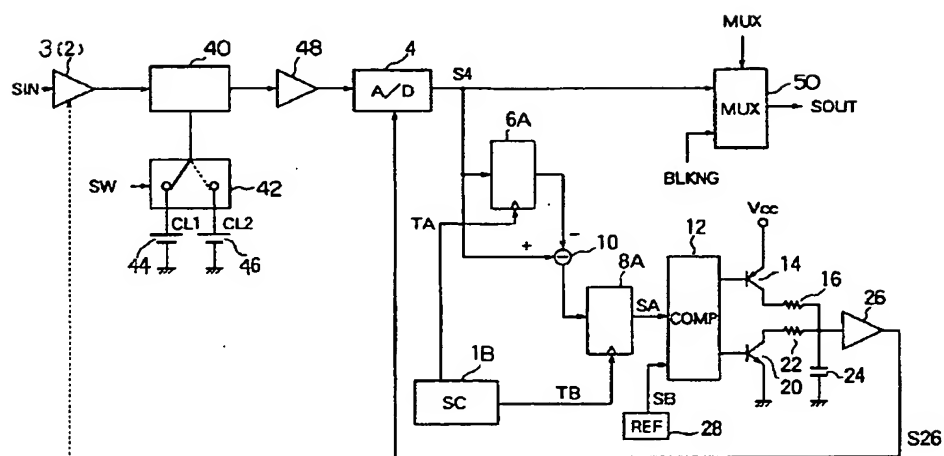 MUX
3(2)
40
48
4
50
SIN
A/D
S4
MUX
SOUT
6A
BLKNG
SW
42
CL1
CL2
TA
44
46
−
+
10
12
Vcc
14
16
8A
SA
COMP
26
1B
SC
TB
SB
22
20
24
REF
28
S26